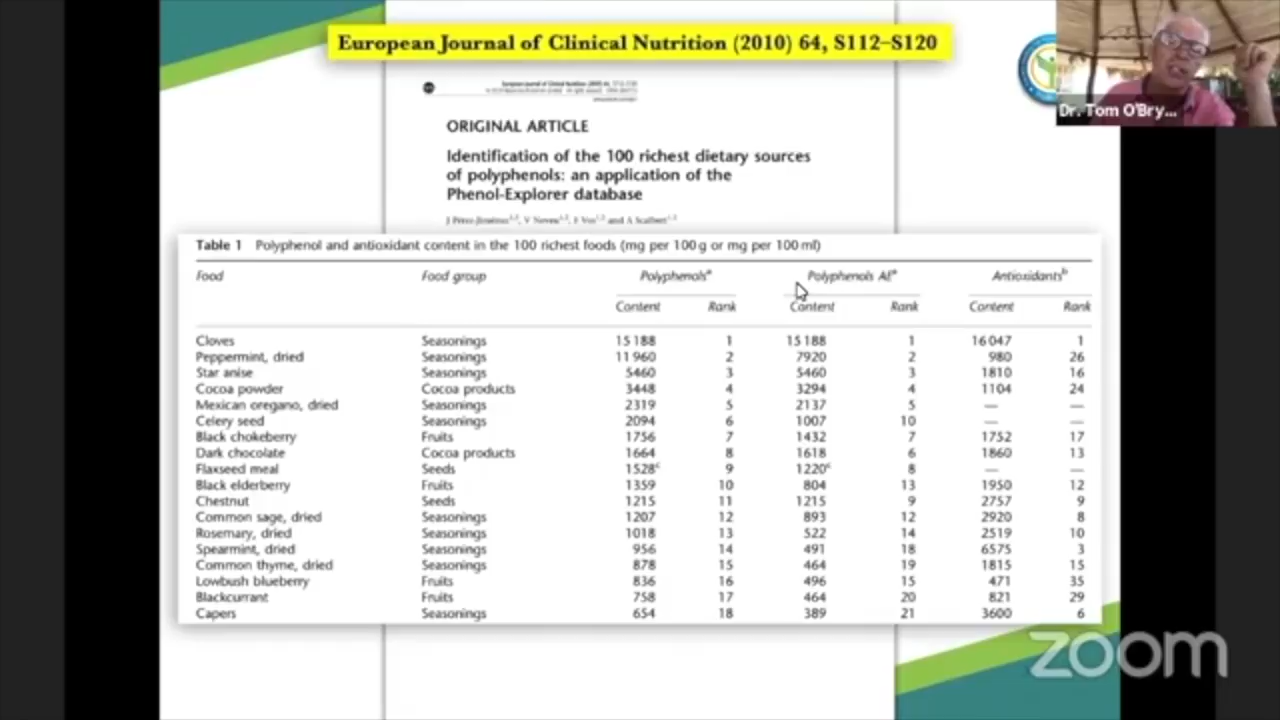 European Journal of Clinical Nutrition (2010) 64, S112–S120
Dr. Tom O'Bry...
ORIGINAL ARTICLE
Identification of the 100 richest dietary sources
of polyphenols: an application of the
Phenol-Explorer database
Table 1 Polyphenol and antioxidant content in the 100 richest foods (mg per 100 g or mg per 100 ml)
Food Food group Polyphenolsᵃ Polyphenols AEᵃ Antioxidantsᵇ
Content Rank Content Rank Content Rank
Cloves Seasonings 15 188 1 15 188 1 16 047 1
Peppermint, dried Seasonings 11 960 2 7920 2 980 26
Star anise Seasonings 5460 3 5460 3 1810 16
Cocoa powder Cocoa products 3448 4 3294 4 1104 24
Mexican oregano, dried Seasonings 2319 5 2137 5 — —
Celery seed Seasonings 2094 6 1007 10 — —
Black chokeberry Fruits 1756 7 1432 7 1752 17
Dark chocolate Cocoa products 1664 8 1618 6 1860 13
Flaxseed meal Seeds 1528ᶜ 9 1220ᶜ 8 — —
Black elderberry Fruits 1359 10 804 13 1950 12
Chestnut Seeds 1215 11 1215 9 2757 9
Common sage, dried Seasonings 1207 12 893 12 2920 8
Rosemary, dried Seasonings 1018 13 522 14 2519 10
Spearmint, dried Seasonings 956 14 491 18 6575 3
Common thyme, dried Seasonings 878 15 464 19 1815 15
Lowbush blueberry Fruits 836 16 496 15 471 35
Blackcurrant Fruits 758 17 464 20 821 29
Capers Seasonings 654 18 389 21 3600 6
zoom